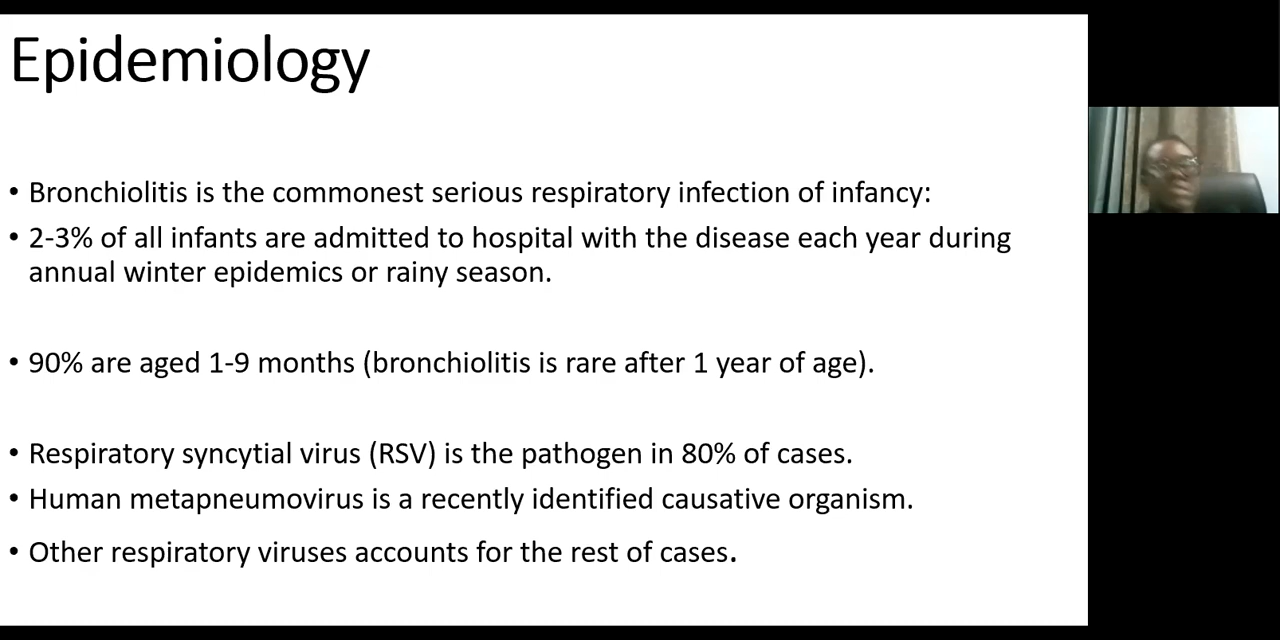 Epidemiology
• Bronchiolitis is the commonest serious respiratory infection of infancy:
• 2-3% of all infants are admitted to hospital with the disease each year during
annual winter epidemics or rainy season.
• 90% are aged 1-9 months (bronchiolitis is rare after 1 year of age).
• Respiratory syncytial virus (RSV) is the pathogen in 80% of cases.
• Human metapneumovirus is a recently identified causative organism.
• Other respiratory viruses accounts for the rest of cases.